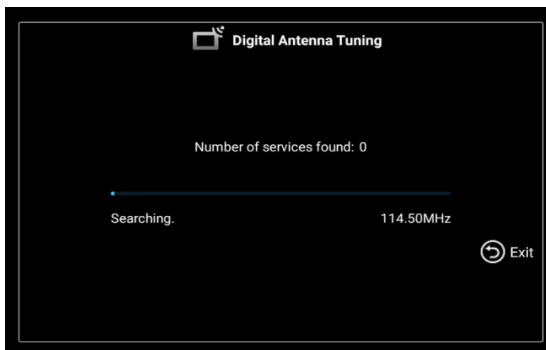 Digital Antenna Tuning
Number of services found: 0
Searching.
114.50MHz
Exit